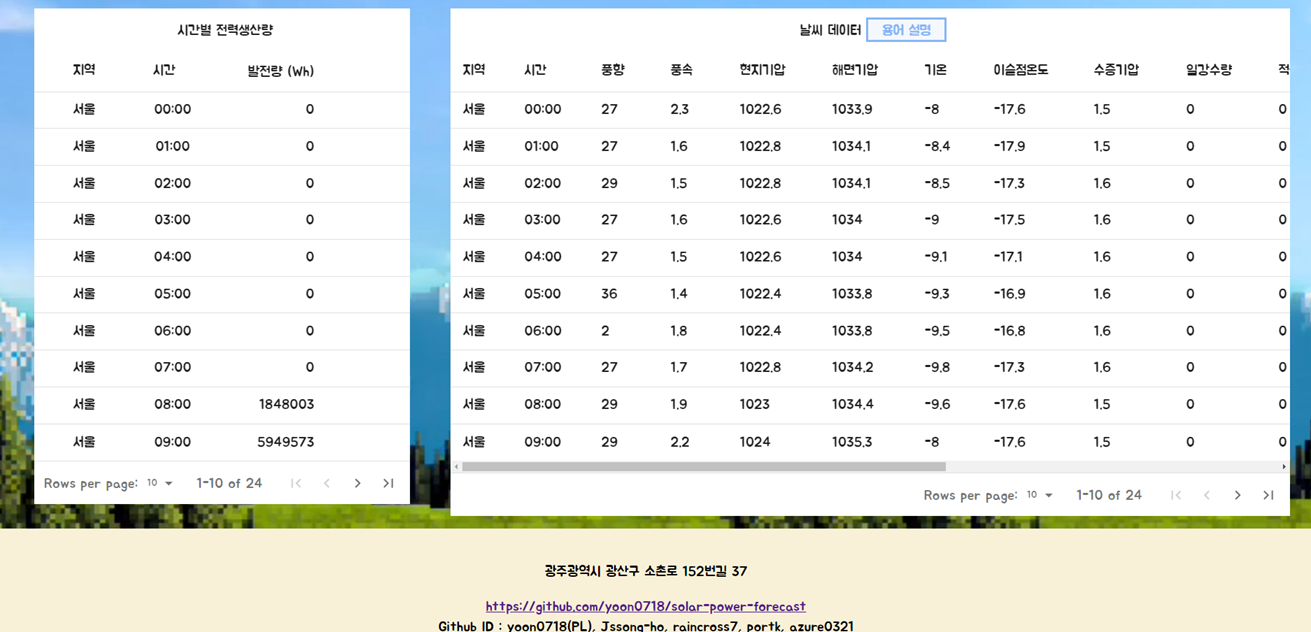 시간별 전력생산량
지역 시간 발전량 (Wh)
서울 00:00 0
서울 01:00 0
서울 02:00 0
서울 03:00 0
서울 04:00 0
서울 05:00 0
서울 06:00 0
서울 07:00 0
서울 08:00 1848003
서울 09:00 5949573
Rows per page: 10 1-10 of 24
날씨 데이터 용어 설명
지역 시간 풍향 풍속 현지기압 해면기압 기온 이슬점온도 수증기압 일강수량 적
서울 00:00 27 2.3 1022.6 1033.9 -8 -17.6 1.5 0 0
서울 01:00 27 1.6 1022.8 1034.1 -8.4 -17.9 1.5 0 0
서울 02:00 29 1.5 1022.8 1034.1 -8.5 -17.3 1.6 0 0
서울 03:00 27 1.6 1022.6 1034 -9 -17.5 1.6 0 0
서울 04:00 27 1.5 1022.6 1034 -9.1 -17.1 1.6 0 0
서울 05:00 36 1.4 1022.4 1033.8 -9.3 -16.9 1.6 0 0
서울 06:00 2 1.8 1022.4 1033.8 -9.5 -16.8 1.6 0 0
서울 07:00 27 1.7 1022.8 1034.2 -9.8 -17.3 1.6 0 0
서울 08:00 29 1.9 1023 1034.4 -9.6 -17.6 1.5 0 0
서울 09:00 29 2.2 1024 1035.3 -8 -17.6 1.5 0 0
Rows per page: 10 1-10 of 24
광주광역시 광산구 소촌로 152번길 37
https://github.com/yoon0718/solar-power-forecast
Github ID : yoon0718(PL), Jssong-ho, raincross7, portk, azure0321